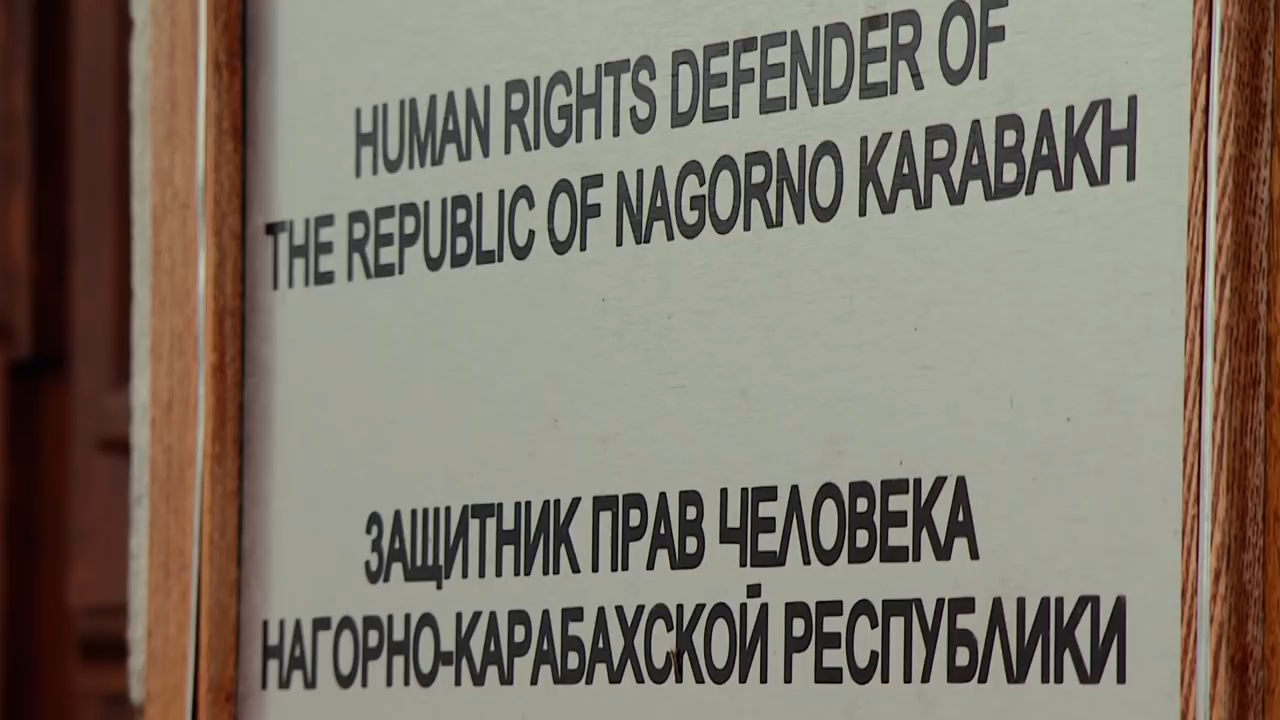 HUMAN RIGHTS DEFENDER OF
THE REPUBLIC OF NAGORNO KARABAKH
ЗАЩИТНИК ПРАВ ЧЕЛОВЕКА
НАГОРНО-КАРАБАХСКОЙ РЕСПУБЛИКИ